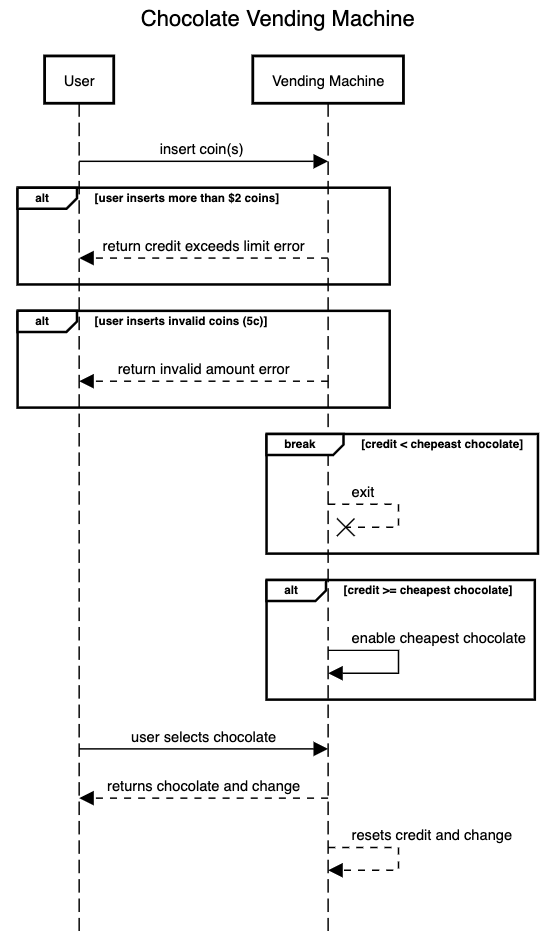 Chocolate Vending Machine
User
Vending Machine
insert coin(s)
alt [user inserts more than $2 coins]
return credit exceeds limit error
alt [user inserts invalid coins (5c)]
return invalid amount error
break [credit < chepeast chocolate]
exit
alt [credit >= cheapest chocolate]
enable cheapest chocolate
user selects chocolate
returns chocolate and change
resets credit and change